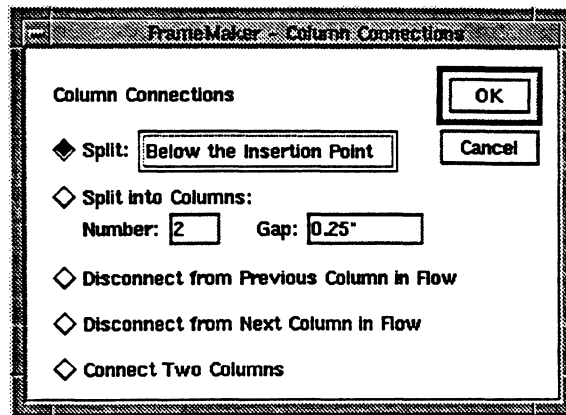 FrameMaker - Column Connections
Column Connections
OK
Split: Below the Insertion Point
Cancel
Split into Columns:
Number: 2 Gap: 0.25"
Disconnect from Previous Column in Flow
Disconnect from Next Column in Flow
Connect Two Columns